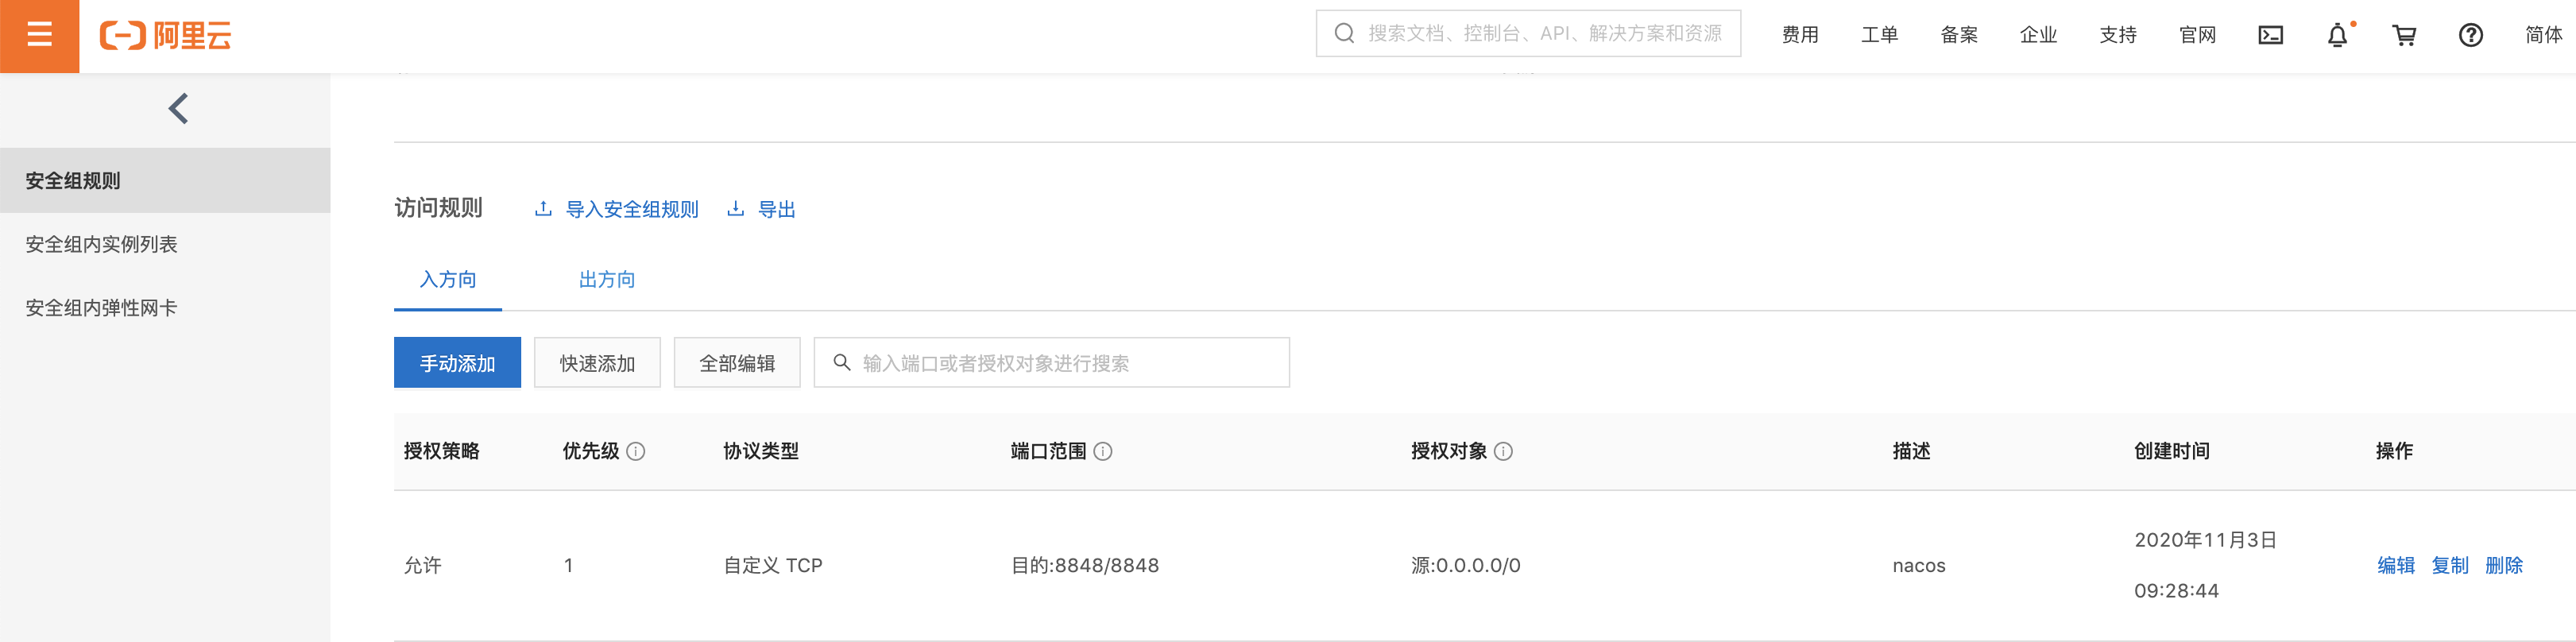 阿里云
搜索文档、控制台、API、解决方案和资源
费用 工单 备案 企业 支持 官网 简体
安全组规则
安全组内实例列表
安全组内弹性网卡
访问规则 导入安全组规则 导出
入方向 出方向
手动添加 快速添加 全部编辑 输入端口或者授权对象进行搜索
授权策略 优先级 协议类型 端口范围 授权对象 描述 创建时间 操作
允许 1 自定义 TCP 目的:8848/8848 源:0.0.0.0/0 nacos 2020年11月3日 09:28:44 编辑 复制 删除